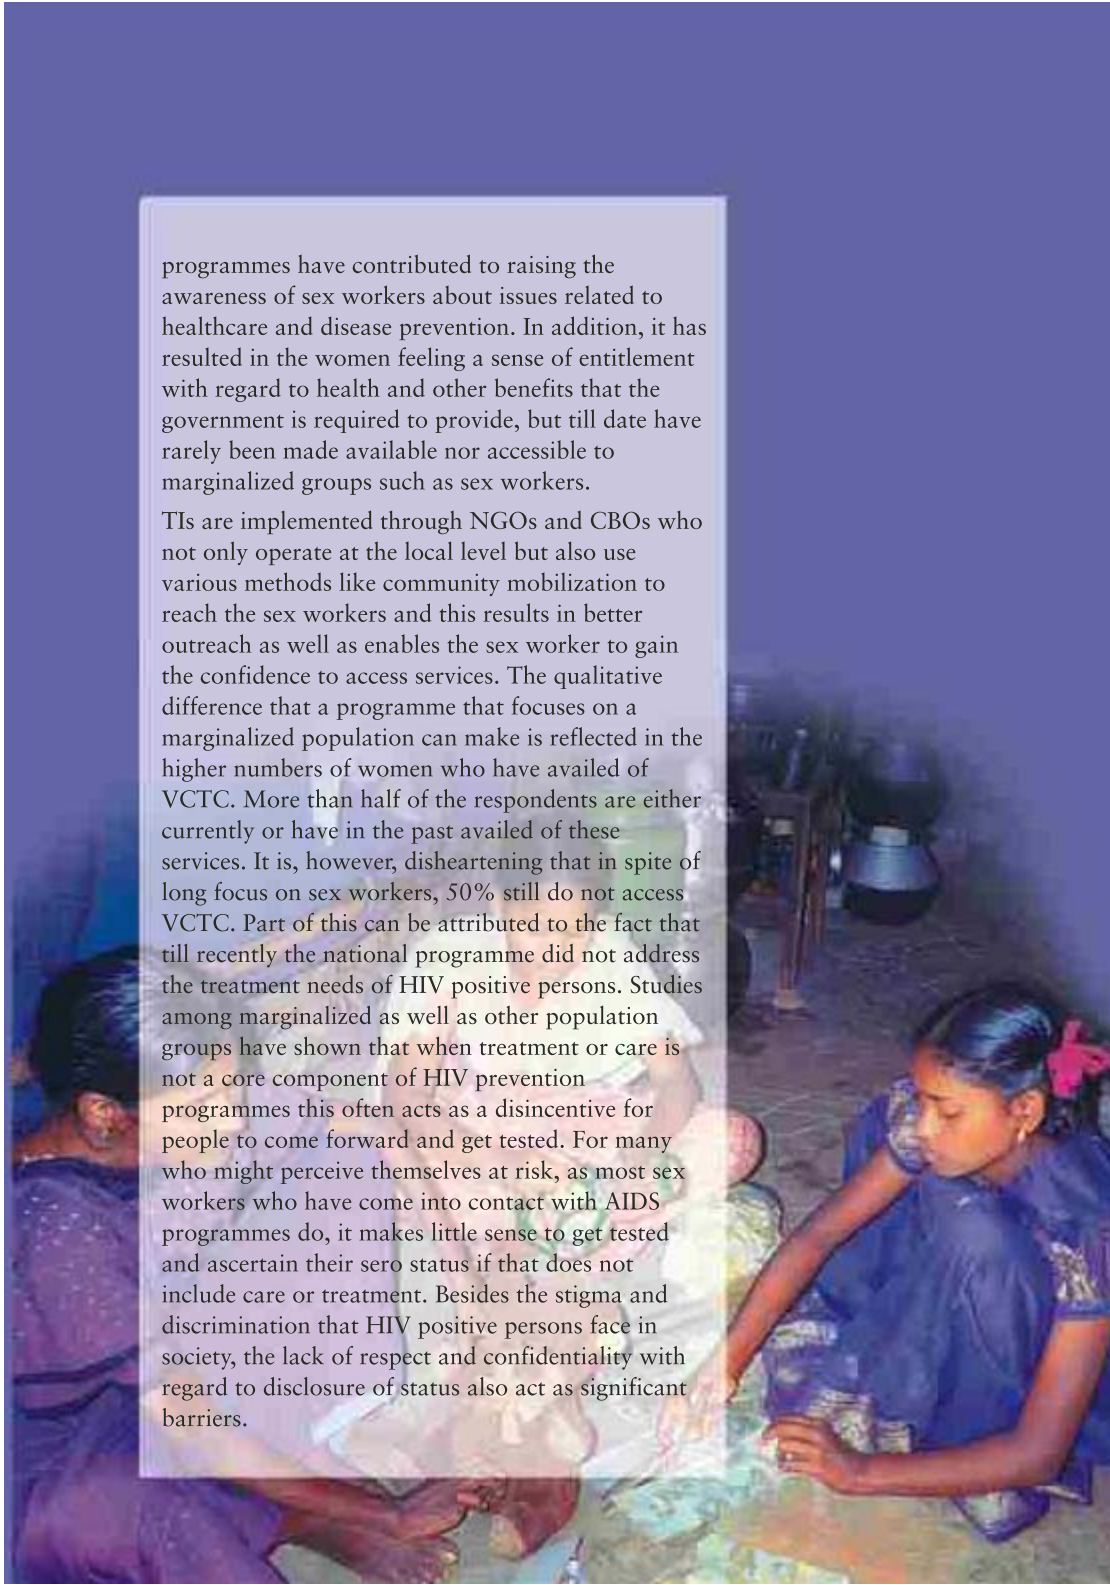 programmes have contributed to raising the
awareness of sex workers about issues related to
healthcare and disease prevention. In addition, it has
resulted in the women feeling a sense of entitlement
with regard to health and other benefits that the
government is required to provide, but till date have
rarely been made available nor accessible to
marginalized groups such as sex workers.
TIs are implemented through NGOs and CBOs who
not only operate at the local level but also use
various methods like community mobilization to
reach the sex workers and this results in better
outreach as well as enables the sex worker to gain
the confidence to access services. The qualitative
difference that a programme that focuses on a
marginalized population can make is reflected in the
higher numbers of women who have availed of
VCTC. More than half of the respondents are either
currently or have in the past availed of these
services. It is, however, disheartening that in spite of
long focus on sex workers, 50% still do not access
VCTC. Part of this can be attributed to the fact that
till recently the national programme did not address
the treatment needs of HIV positive persons. Studies
among marginalized as well as other population
groups have shown that when treatment or care is
not a core component of HIV prevention
programmes this often acts as a disincentive for
people to come forward and get tested. For many
who might perceive themselves at risk, as most sex
workers who have come into contact with AIDS
programmes do, it makes little sense to get tested
and ascertain their sero status if that does not
include care or treatment. Besides the stigma and
discrimination that HIV positive persons face in
society, the lack of respect and confidentiality with
regard to disclosure of status also act as significant
barriers.